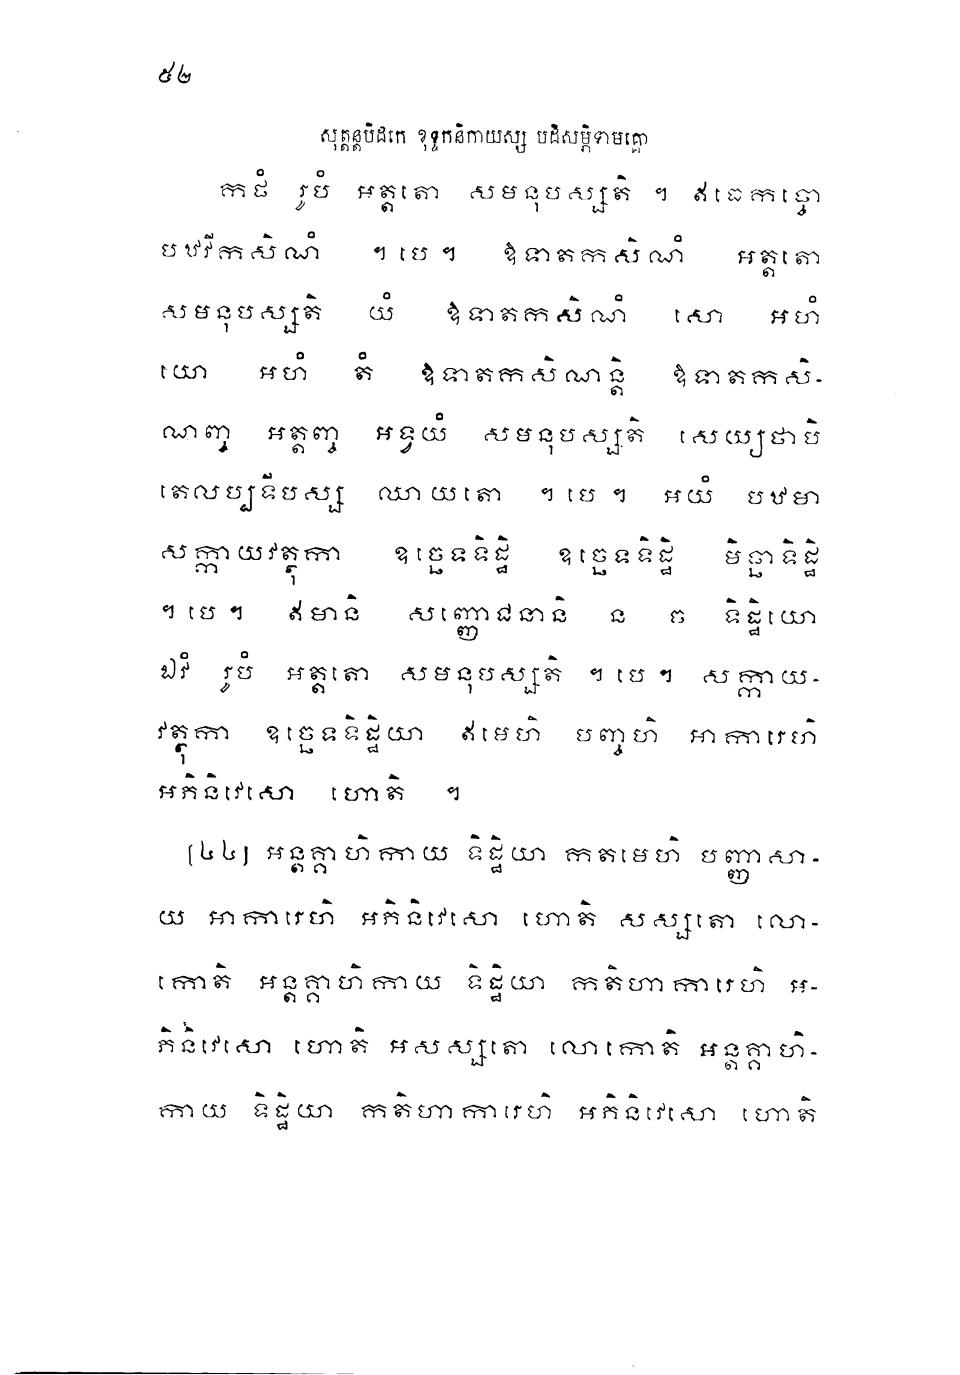 ៥២
សុត្តន្តបិដកេ ខុទ្ទកនិកាយស្ស បដិសម្ភិទាមគ្គោ
កថំ រូបំ អត្តតោ សមនុបស្សតិ ។ ឥធេកច្ចោ
បឋវីកសិណំ ។ បេ ។ ឱទាតកសិណំ អត្តតោ
សមនុបស្សតិ យំ ឱទាតកសិណំ សោ អហំ
យោ អហំ តំ ឱទាតកសិណន្តិ ឱទាតកសិ-
ណញ្ច អត្តញ្ច អទ្វយំ សមនុបស្សតិ សេយ្យថាបិ
តេលប្បទីបស្ស ឈាយតោ ។ បេ ។ អយំ បឋមា
សក្កាយវត្ថុកា ឧច្ឆេទទិដ្ឋិ ឧច្ឆេទទិដ្ឋិ មិច្ឆាទិដ្ឋិ
។ បេ ។ ឥមានិ សញ្ញោជនានិ ន ច ទិដ្ឋិយោ
ឯវំ រូបំ អត្តតោ សមនុបស្សតិ ។ បេ ។ សក្កាយ-
វត្ថុកា ឧច្ឆេទទិដ្ឋិយា ឥមេហិ បញ្ចហិ អាការេហិ
អភិនិវេសោ ហោតិ ។
[៤៤] អន្តគ្គាហិកាយ ទិដ្ឋិយា កតមេហិ បញ្ញាសា-
យ អាការេហិ អភិនិវេសោ ហោតិ សស្សតោ លោ-
កោតិ អន្តគ្គាហិកាយ ទិដ្ឋិយា កតិហាការេហិ អ-
ភិនិវេសោ ហោតិ អសស្សតោ លោកោតិ អន្តគ្គាហិ-
កាយ ទិដ្ឋិយា កតិហាការេហិ អភិនិវេសោ ហោតិ